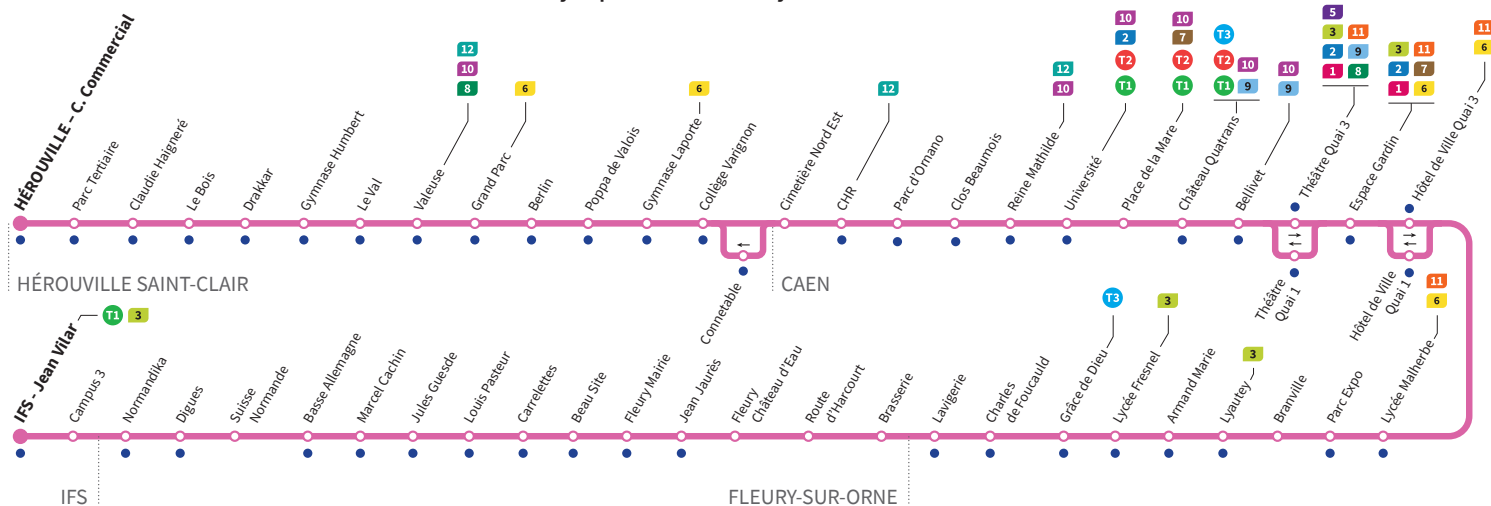 HÉROUVILLE – C. Commercial
Parc Tertiaire
Claudie Haigneré
Le Bois
Drakkar
Gymnase Humbert
Le Val
Valeuse
12
10
8
Grand Parc
6
Berlin
Poppa de Valois
Gymnase Laporte
6
Collège Varignon
Cimetière Nord Est
CHR
12
Parc d'Ornano
Clos Beaumois
Reine Mathilde
12
10
Université
10
2
T2
T1
Place de la Mare
10
7
T2
T1
Château Quatrans
T3
T2
T1
10
9
Bellivet
10
9
Théâtre Quai 3
5
3 11
2 9
1 8
Espace Gardin
3 11
2 7
1 6
Hôtel de Ville Quai 3
11
6
HÉROUVILLE SAINT-CLAIR
Connetable
CAEN
Théâtre
Quai 1
Hôtel de Ville
Quai 1
IFS - Jean Vilar
T1 3
Campus 3
Normandika
Digues
Suisse
Normande
Basse Allemagne
Marcel Cachin
Jules Guesde
Louis Pasteur
Carrelettes
Beau Site
Fleury Mairie
Jean Jaurès
Fleury
Château d'Eau
Route
d'Harcourt
Brasserie
Lavigerie
Charles
de Foucauld
Grâce de Dieu
T3
Lycée Fresnel
3
Armand Marie
Lyautey
3
Branville
Parc Expo
Lycée Malherbe
11
6
IFS
FLEURY-SUR-ORNE